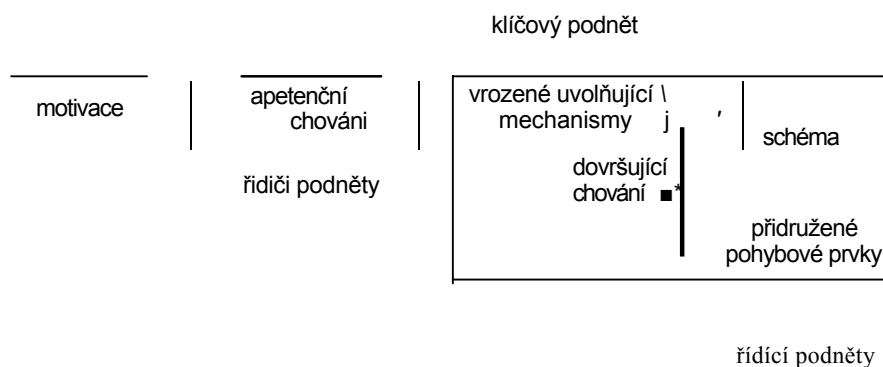 klíčový podnět
motivace
apetenční
chováni
vrozené uvolňující \
mechanismy j ,
schéma
řidiči podněty
dovršující
chování ■*
přidružené
pohybové prvky
řídící podněty